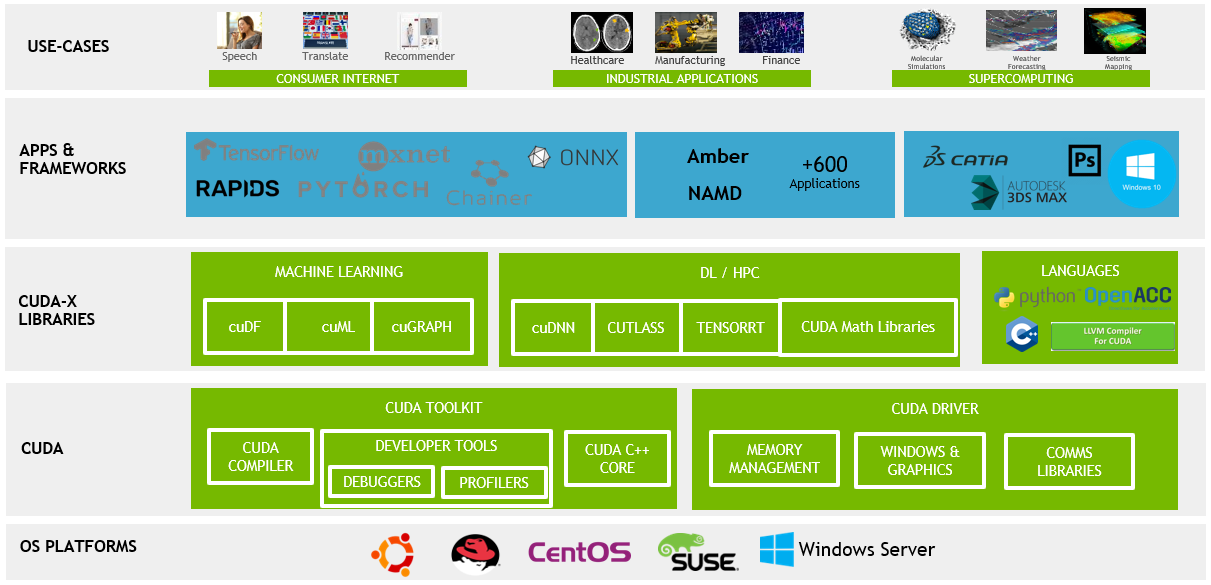 USE-CASES
Speech
Translate
Recommender
CONSUMER INTERNET
Healthcare
Manufacturing
Finance
INDUSTRIAL APPLICATIONS
Molecular
Simulations
Weather
Forecasting
Seismic
Mapping
SUPERCOMPUTING
APPS &
FRAMEWORKS
TensorFlow
mxnet
ONNX
RAPIDS
PYTORCH
Chainer
Amber
NAMD
+600
Applications
CATIA
Ps
AUTODESK
3DS MAX
Windows 10
CUDA-X
LIBRARIES
MACHINE LEARNING
cuDF
cuML
cuGRAPH
DL / HPC
cuDNN
CUTLASS
TENSORRT
CUDA Math Libraries
LANGUAGES
python™
OpenACC
C++
LLVM Compiler
For CUDA
CUDA
CUDA TOOLKIT
CUDA
COMPILER
DEVELOPER TOOLS
DEBUGGERS
PROFILERS
CUDA C++
CORE
CUDA DRIVER
MEMORY
MANAGEMENT
WINDOWS &
GRAPHICS
COMMS
LIBRARIES
OS PLATFORMS
CentOS
SUSE
Windows Server